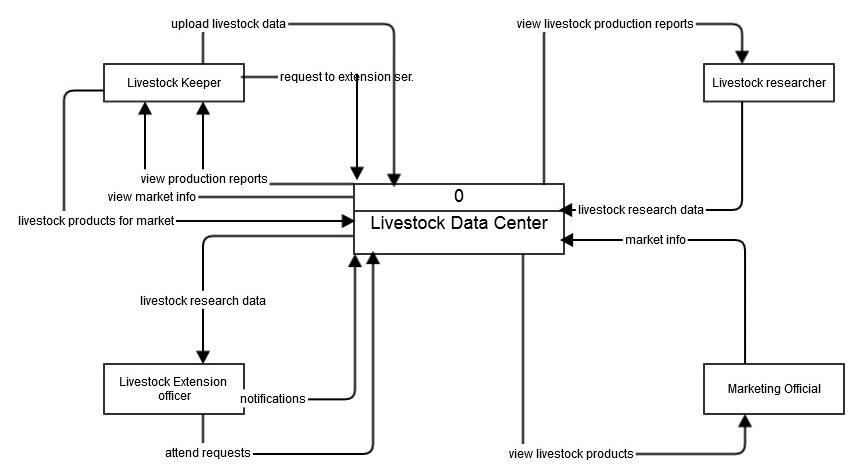 upload livestock data
view livestock production reports
Livestock Keeper
request to extension ser.
Livestock researcher
view production reports
view market info
0
livestock products for market
Livestock Data Center
livestock research data
market info
livestock research data
Livestock Extension
officer
notifications
Marketing Official
attend requests
view livestock products